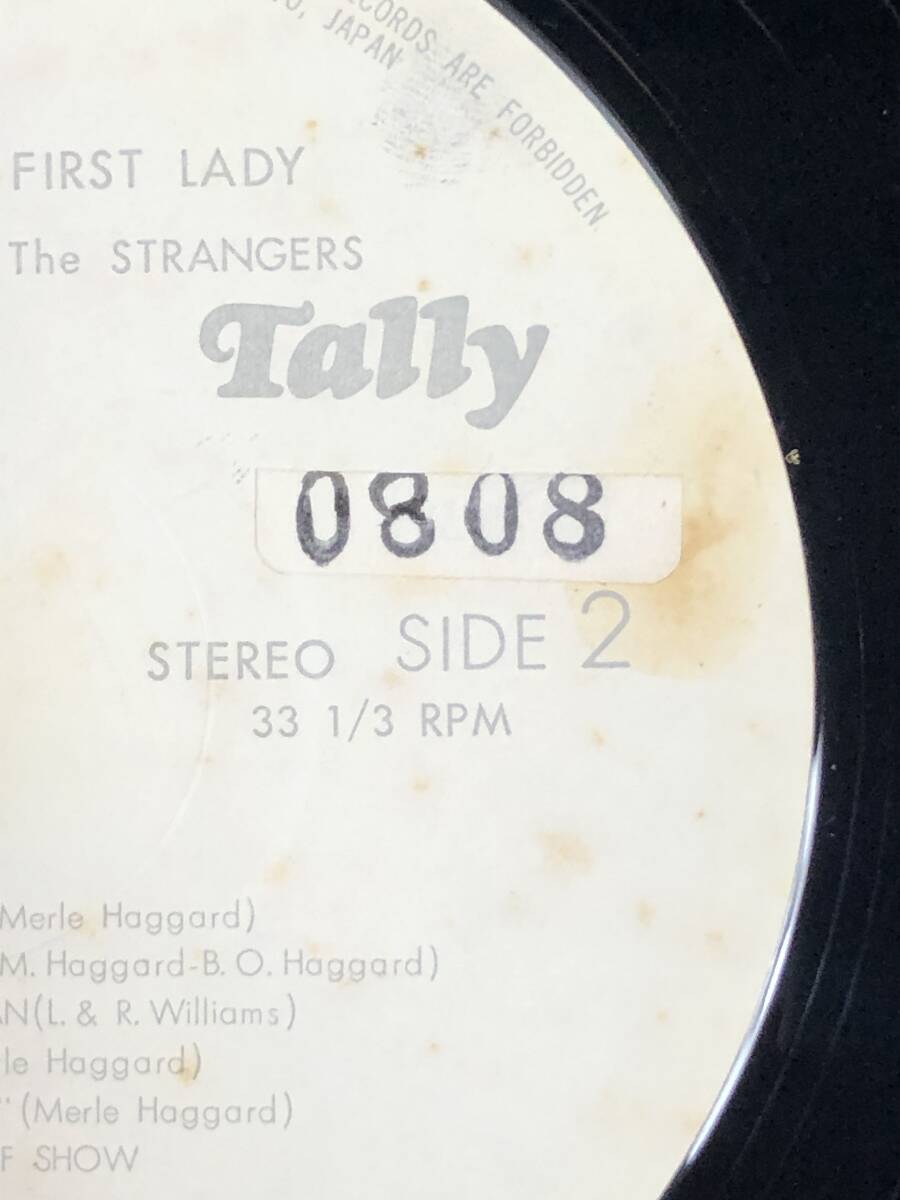 ECORDS ARE FORBIDDEN.
O, JAPAN
FIRST LADY
The STRANGERS
Tally
0808
STEREO SIDE 2
33 1/3 RPM
Merle Haggard)
M. Haggard-B. O. Haggard)
N(L. & R. Williams)
le Haggard)
" (Merle Haggard)
F SHOW